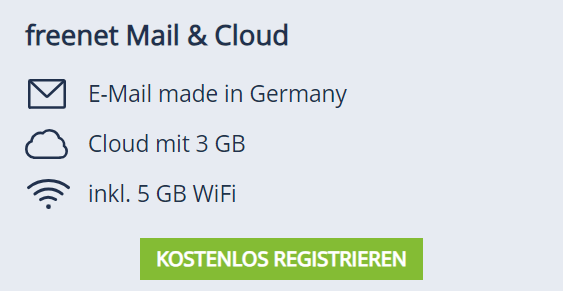 freenet Mail & Cloud
E-Mail made in Germany
Cloud mit 3 GB
inkl. 5 GB WiFi
KOSTENLOS REGISTRIEREN